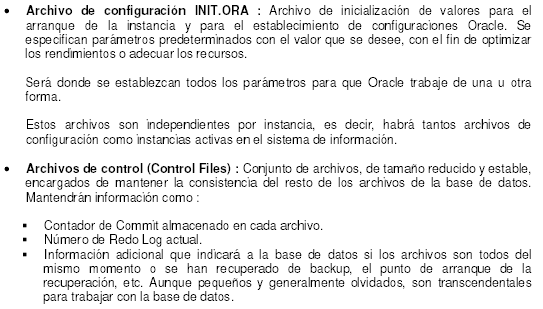 • Archivo de configuración INIT.ORA : Archivo de inicialización de valores para el
arranque de la instancia y para el establecimiento de configuraciones Oracle. Se
especifican parámetros predeterminados con el valor que se desee, con el fin de optimizar
los rendimientos o adecuar los recursos.
Será donde se establezcan todos los parámetros para que Oracle trabaje de una u otra
forma.
Estos archivos son independientes por instancia, es decir, habrá tantos archivos de
configuración como instancias activas en el sistema de información.
• Archivos de control (Control Files) : Conjunto de archivos, de tamaño reducido y estable,
encargados de mantener la consistencia del resto de los archivos de la base de datos.
Mantendrán información como :
▪ Contador de Commit almacenado en cada archivo.
▪ Número de Redo Log actual.
▪ Información adicional que indicará a la base de datos si los archivos son todos del
mismo momento o se han recuperado de backup, el punto de arranque de la
recuperación, etc. Aunque pequeños y generalmente olvidados, son transcendentales
para trabajar con la base de datos.